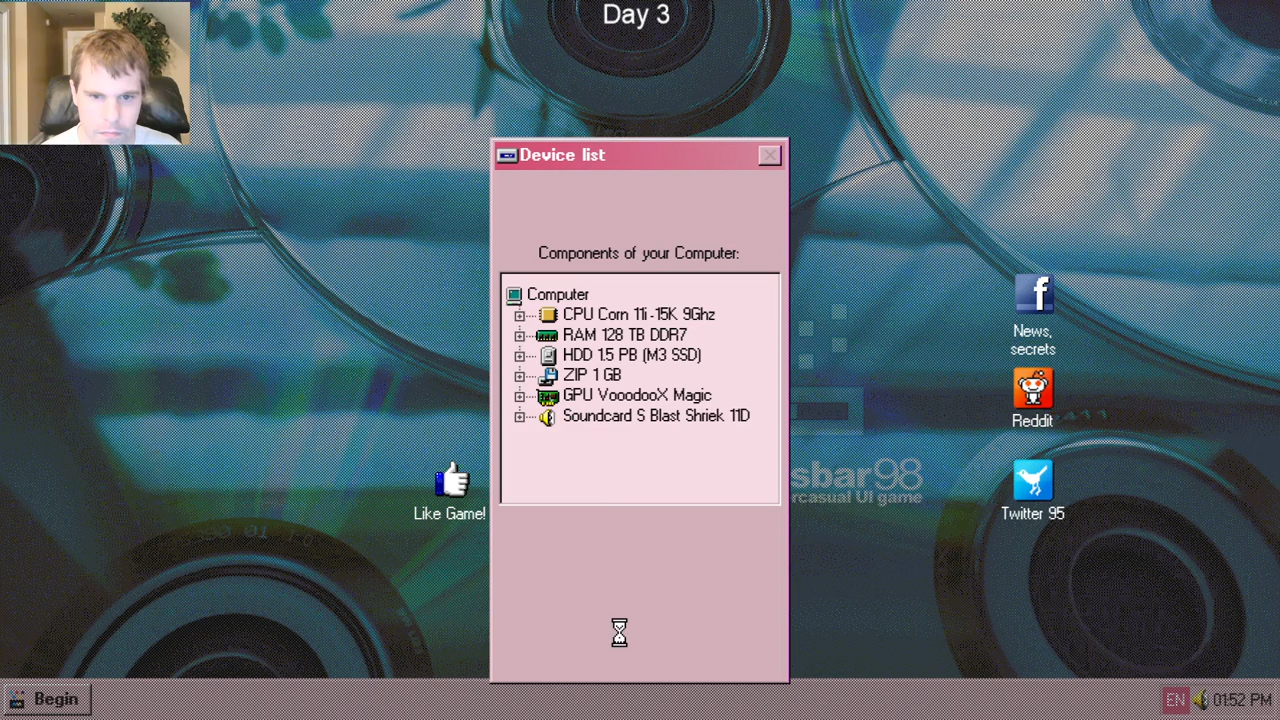 Day 3
Device list
Components of your Computer:
Computer
CPU Corn 11i-15K 9Ghz
RAM 128 TB DDR7
HDD 1.5 PB (M3 SSD)
ZIP 1 GB
GPU VooodooX Magic
Soundcard S Blast Shriek 11D
News,
secrets
Reddit
sbar98
rcasual UI game
Like Game!
Twitter 95
Begin
EN 01:52 PM